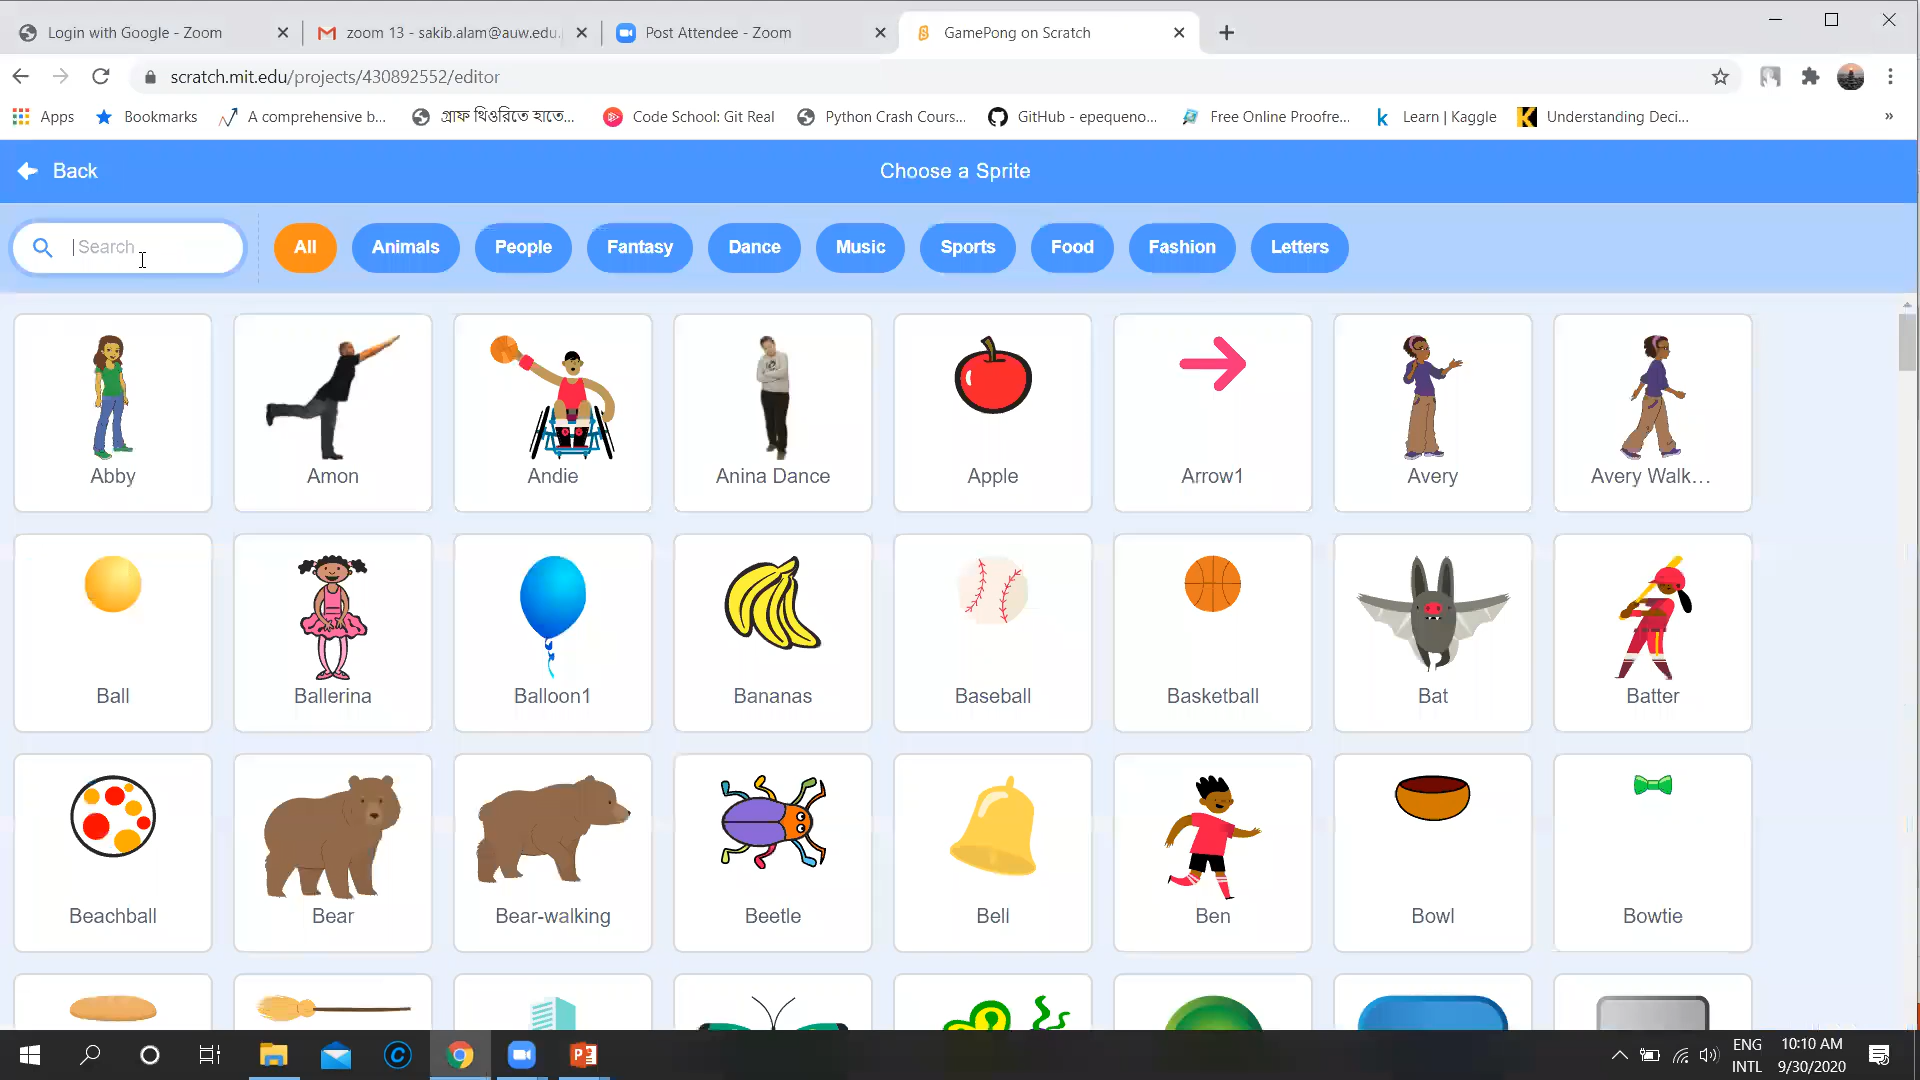 Login with Google - Zoom
zoom 13 - sakib.alam@auw.edu.
Post Attendee - Zoom
GamePong on Scratch
scratch.mit.edu/projects/430892552/editor
Apps
Bookmarks
A comprehensive b...
গ্রাফ থিওরিতে হাতে...
Code School: Git Real
Python Crash Cours...
GitHub - epequeno...
Free Online Proofre...
Learn | Kaggle
Understanding Deci...
»
Back
Choose a Sprite
Search
All
Animals
People
Fantasy
Dance
Music
Sports
Food
Fashion
Letters
Abby
Amon
Andie
Anina Dance
Apple
Arrow1
Avery
Avery Walk...
Ball
Ballerina
Balloon1
Bananas
Baseball
Basketball
Bat
Batter
Beachball
Bear
Bear-walking
Beetle
Bell
Ben
Bowl
Bowtie
ENG
INTL
10:10 AM
9/30/2020